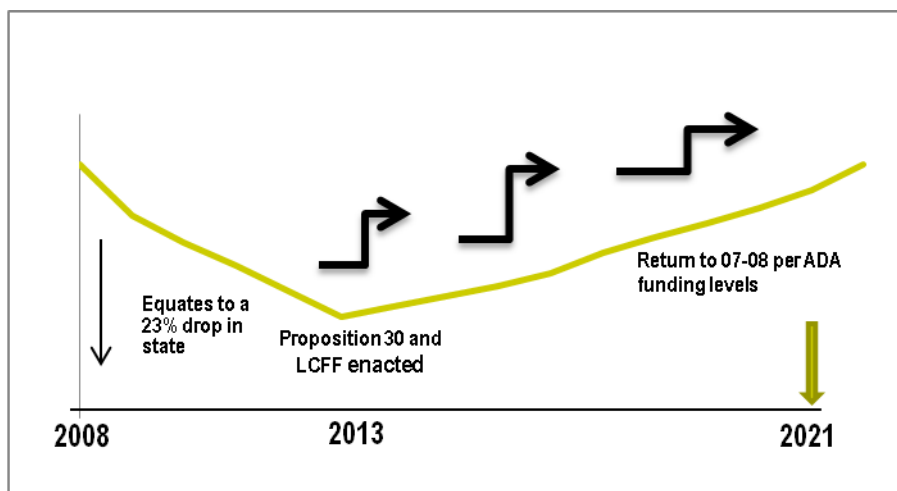 Equates to a
23% drop in
state
Proposition 30 and
LCFF enacted
Return to 07-08 per ADA
funding levels
2008
2013
2021